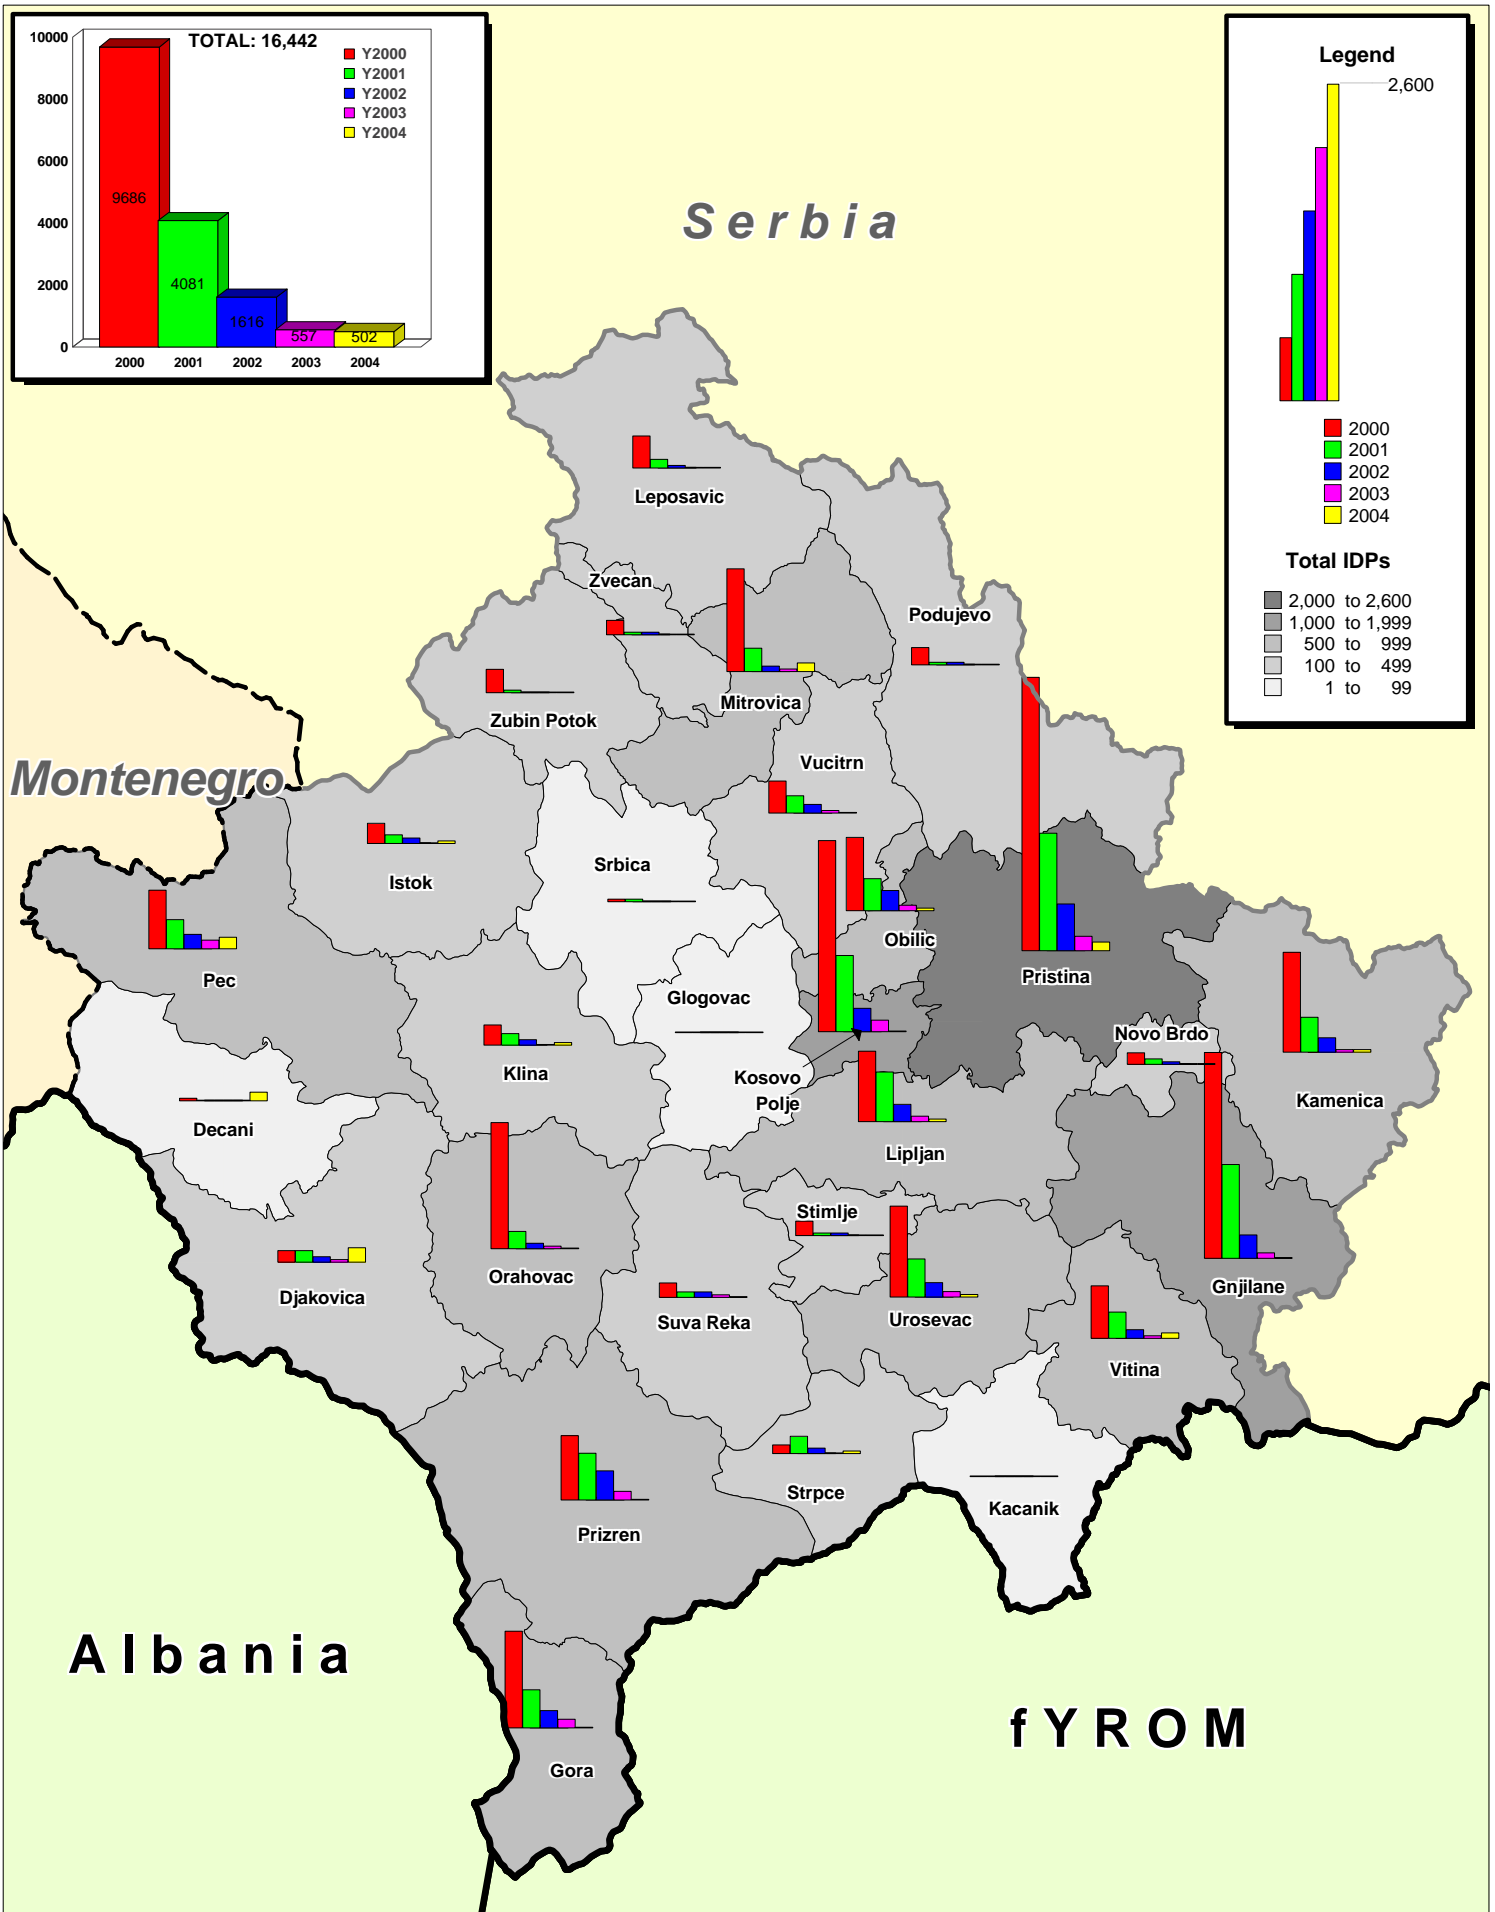 TOTAL: 16,442
10000
8000
6000
4000
2000
0
9686
4081
1616
557
502
2000
2001
2002
2003
2004
Y2000
Y2001
Y2002
Y2003
Y2004
Legend
2,600
2000
2001
2002
2003
2004
Total IDPs
2,000 to 2,600
1,000 to 1,999
500 to 999
100 to 499
1 to 99
Serbia
Montenegro
Albania
fYROM
Leposavic
Zvecan
Podujevo
Mitrovica
Zubin Potok
Vucitrn
Srbica
Istok
Obilic
Pec
Pristina
Glogovac
Novo Brdo
Klina
Kosovo
Polje
Kamenica
Decani
Lipljan
Stimlje
Orahovac
Gnjilane
Djakovica
Suva Reka
Urosevac
Vitina
Strpce
Kacanik
Prizren
Gora